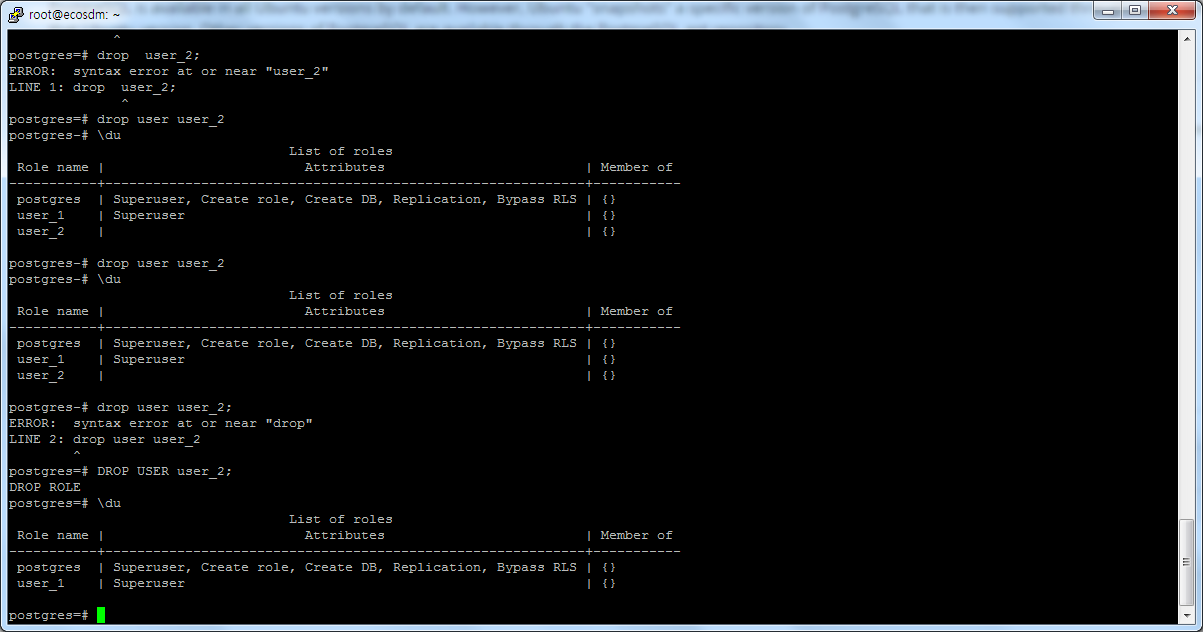 root@ecosdm: ~
^
postgres=# drop  user_2;
ERROR:  syntax error at or near "user_2"
LINE 1: drop  user_2;
^
postgres=# drop user user_2
postgres-# \du
List of roles
Role name | Attributes | Member of
-----------+------------------------------------------------------------+-----------
postgres  | Superuser, Create role, Create DB, Replication, Bypass RLS | {}
user_1    | Superuser                                                  | {}
user_2    |                                                            | {}
postgres-# drop user user_2
postgres-# \du
List of roles
Role name | Attributes | Member of
-----------+------------------------------------------------------------+-----------
postgres  | Superuser, Create role, Create DB, Replication, Bypass RLS | {}
user_1    | Superuser                                                  | {}
user_2    |                                                            | {}
postgres-# drop user user_2;
ERROR:  syntax error at or near "drop"
LINE 2: drop user user_2
^
postgres=# DROP USER user_2;
DROP ROLE
postgres=# \du
List of roles
Role name | Attributes | Member of
-----------+------------------------------------------------------------+-----------
postgres  | Superuser, Create role, Create DB, Replication, Bypass RLS | {}
user_1    | Superuser                                                  | {}
postgres=#